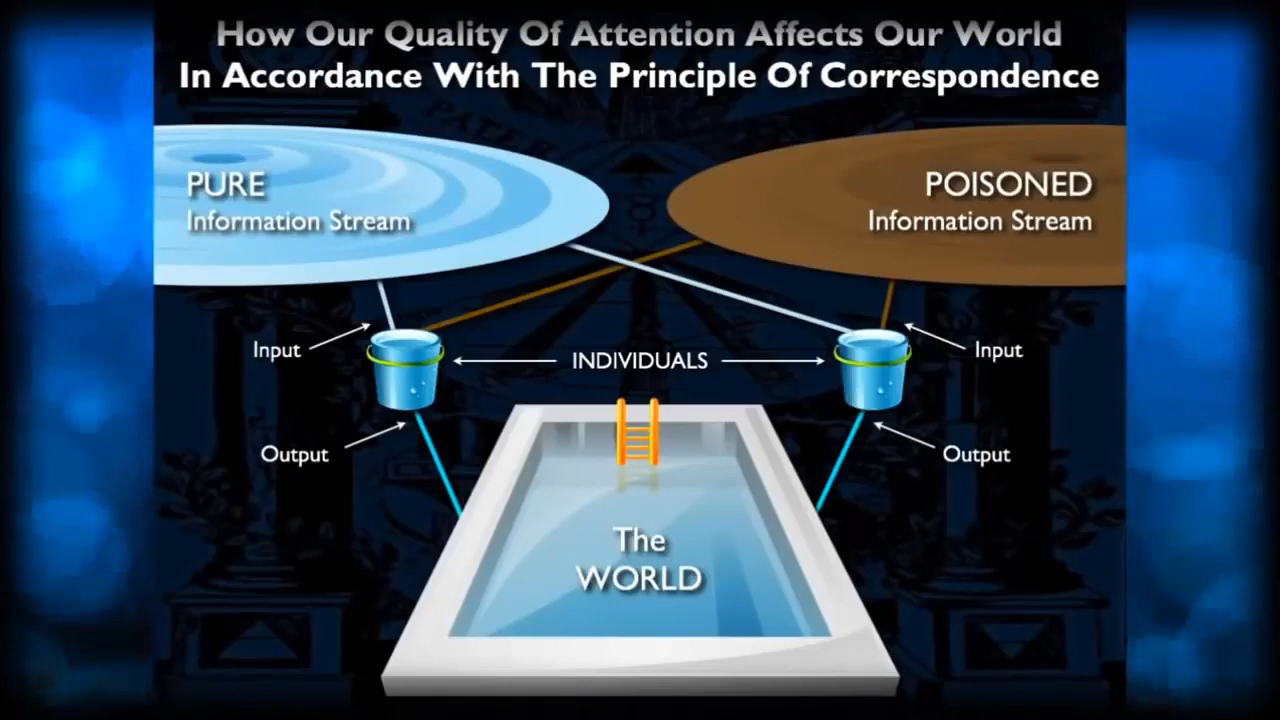 How Our Quality Of Attention Affects Our World
In Accordance With The Principle Of Correspondence
PURE
Information Stream
POISONED
Information Stream
Input
INDIVIDUALS
Input
Output
Output
The
WORLD